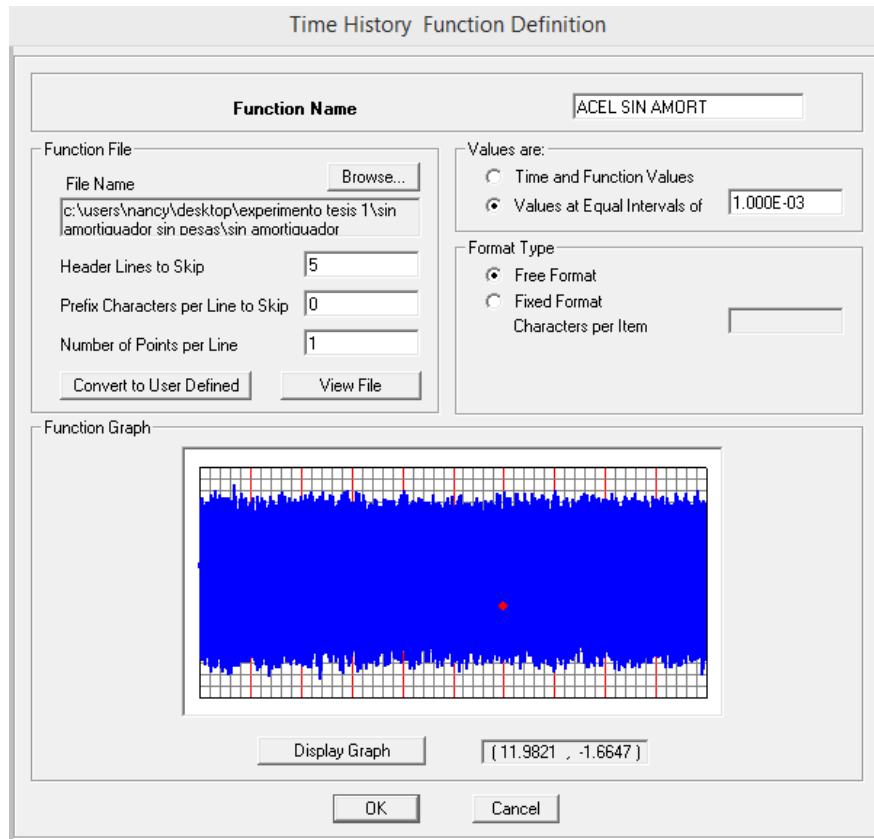 Time History Function Definition
Function Name
ACEL SIN AMORT
Function File
File Name
Browse...
c:\users\nancy\desktop\experimento tesis 1\sin
amortiguador sin pesas\sin amortiguador
Header Lines to Skip
5
Prefix Characters per Line to Skip
0
Number of Points per Line
1
Convert to User Defined
View File
Values are:
Time and Function Values
Values at Equal Intervals of
1.000E-03
Format Type
Free Format
Fixed Format
Characters per Item
Function Graph
Display Graph
(11.9821 , -1.6647)
OK
Cancel